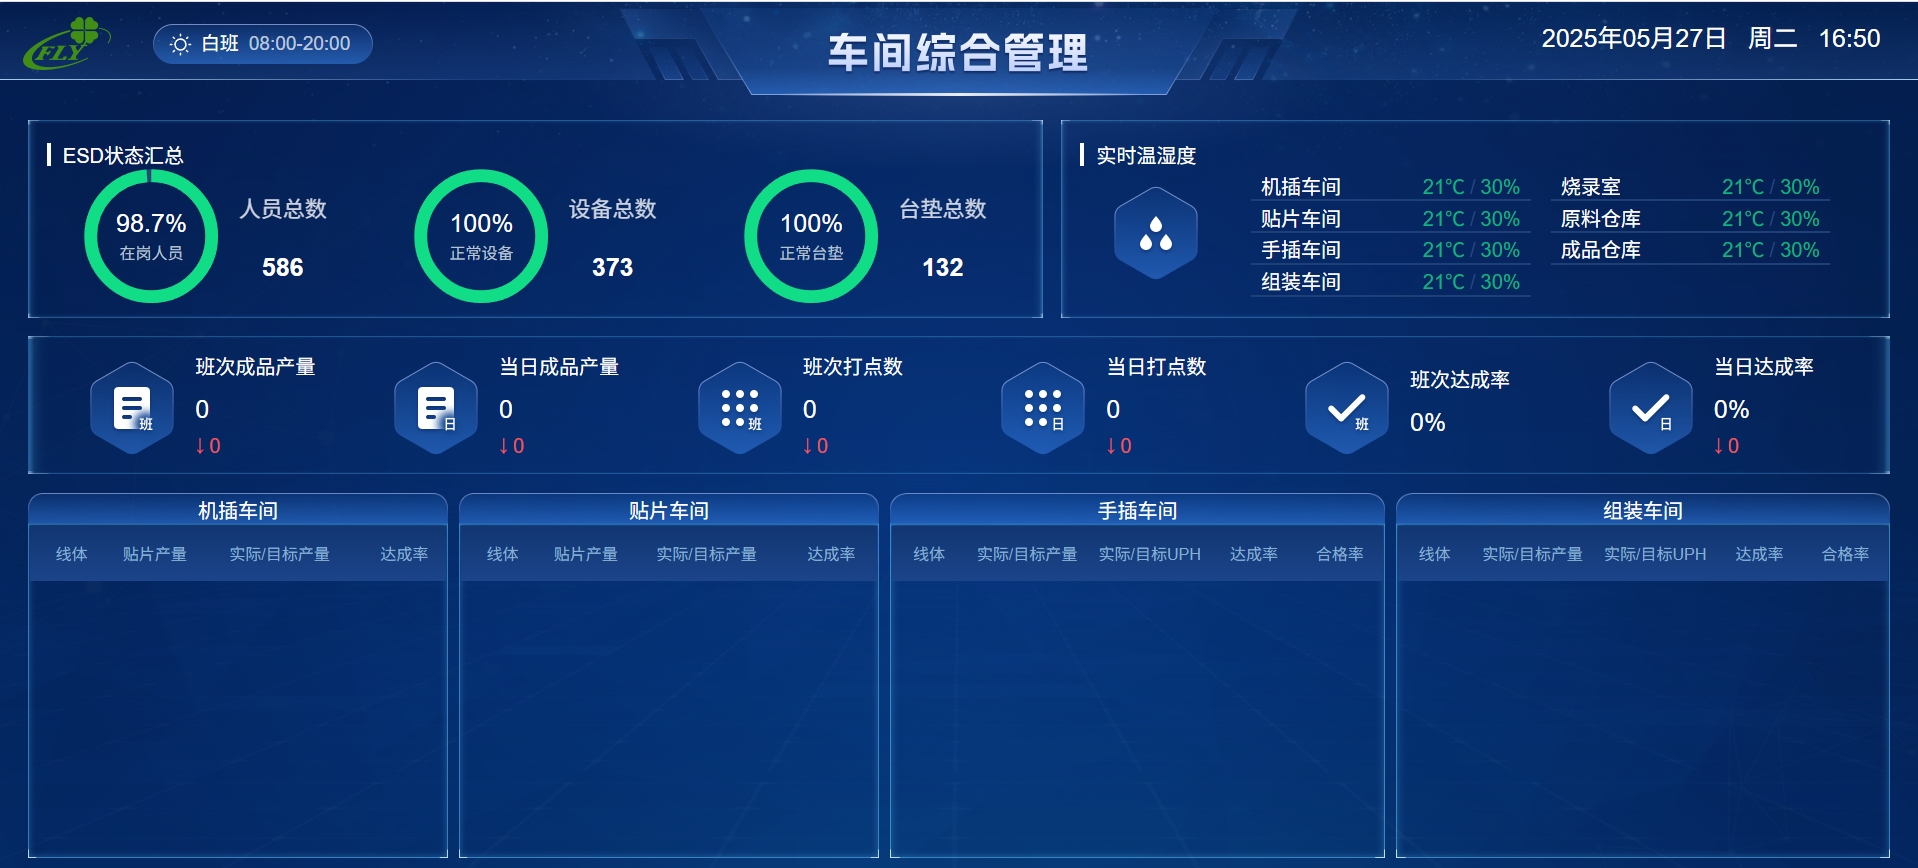 FLY
白班 08:00-20:00
车间综合管理
2025年05月27日 周二 16:50
ESD状态汇总
98.7%
在岗人员
人员总数
586
100%
正常设备
设备总数
373
100%
正常台垫
台垫总数
132
实时温湿度
机插车间 21°C / 30%
贴片车间 21°C / 30%
手插车间 21°C / 30%
组装车间 21°C / 30%
烧录室 21°C / 30%
原料仓库 21°C / 30%
成品仓库 21°C / 30%
班
班次成品产量
0
↓0
日
当日成品产量
0
↓0
班
班次打点数
0
↓0
日
当日打点数
0
↓0
班
班次达成率
0%
日
当日达成率
0%
↓0
机插车间
线体 贴片产量 实际/目标产量 达成率
贴片车间
线体 贴片产量 实际/目标产量 达成率
手插车间
线体 实际/目标产量 实际/目标UPH 达成率 合格率
组装车间
线体 实际/目标产量 实际/目标UPH 达成率 合格率